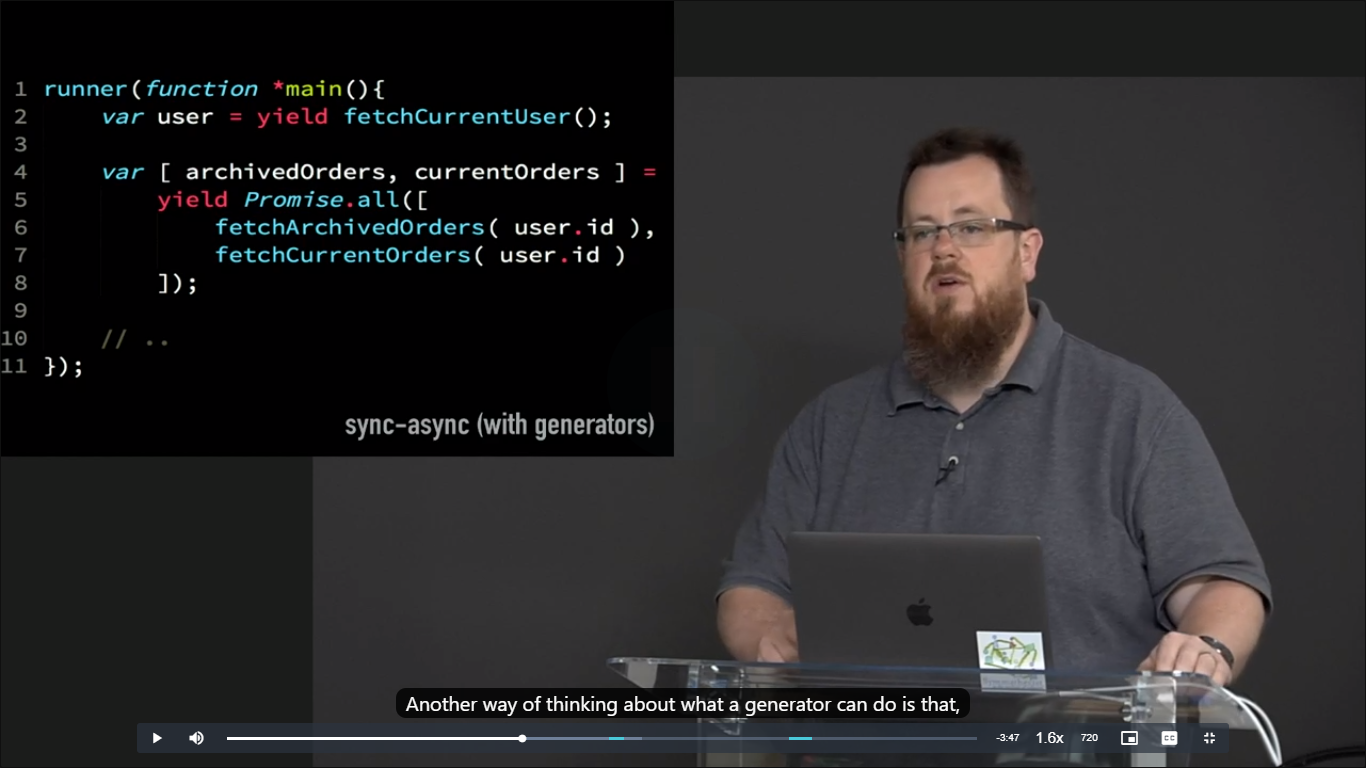 1 runner(function *main(){
2 var user = yield fetchCurrentUser();
3
4 var [ archivedOrders, currentOrders ] =
5 yield Promise.all([
6 fetchArchivedOrders( user.id ),
7 fetchCurrentOrders( user.id )
8 ]);
9
10 // ..
11 });
sync-async (with generators)
Another way of thinking about what a generator can do is that,
-3:47 1.6x 720 CC